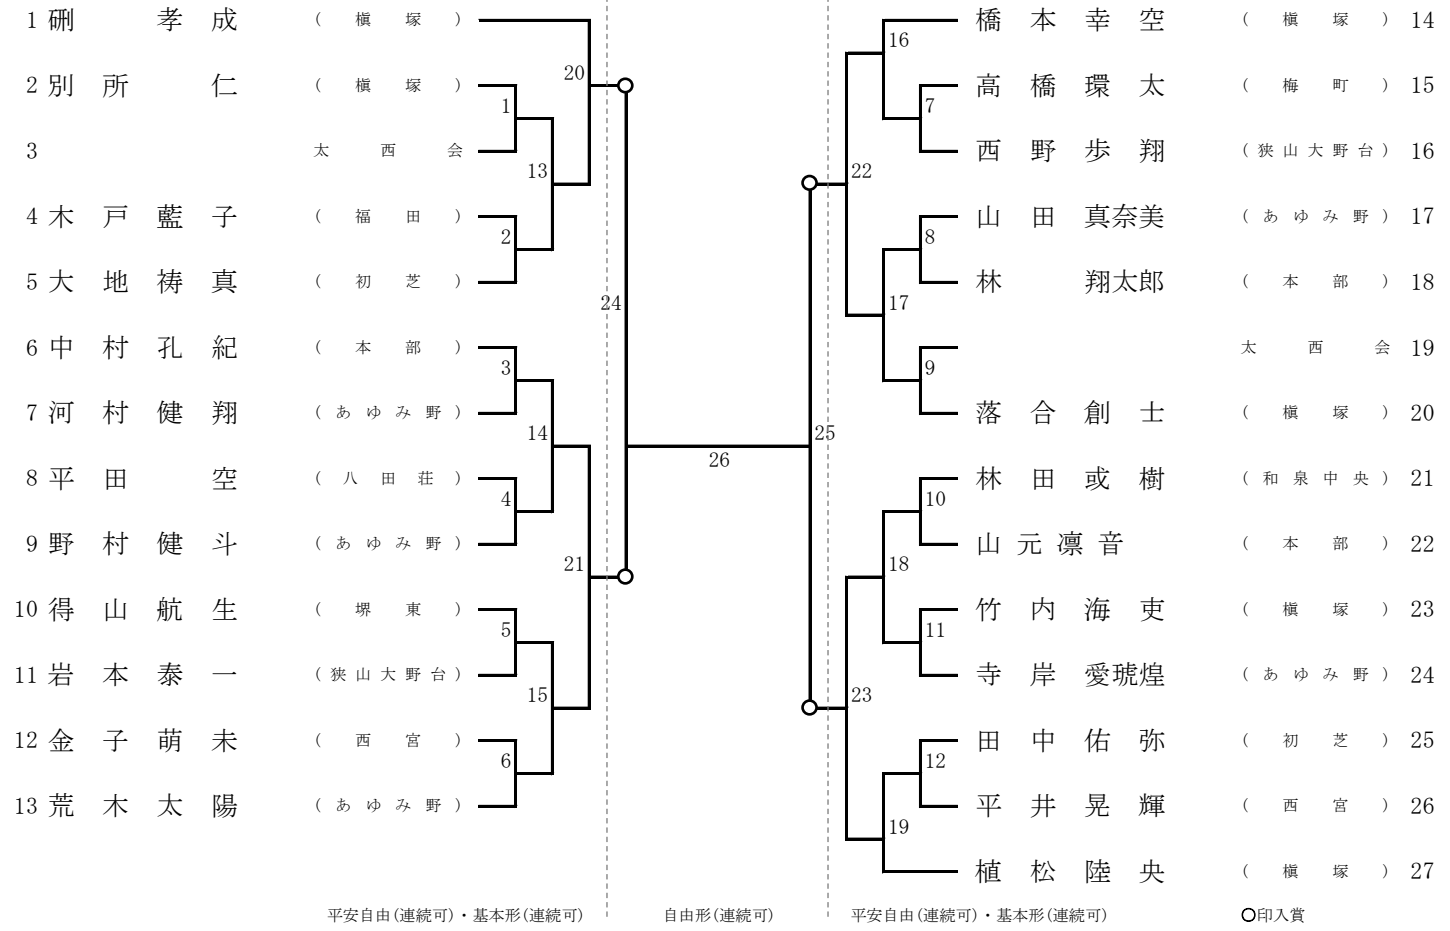 1 硎 孝成 (槇塚) 20 16 橋本幸空 (槇塚) 14
2 別所 仁 (槇塚) 1 7 高橋環太 (梅町) 15
3 太西会 13 西野歩翔 (狭山大野台) 16
22
4 木戸藍子 (福田) 2 8 山田真奈美 (あゆみ野) 17
5 大地祷真 (初芝) 林 翔太郎 (本部) 18
24 17
6 中村孔紀 (本部) 3 9 太西会 19
7 河村健翔 (あゆみ野) 落合創士 (槇塚) 20
14 25
26
8 平田 空 (八田荘) 4 10 林田或樹 (和泉中央) 21
9 野村健斗 (あゆみ野) 山元凛音 (本部) 22
21 18
10 得山航生 (堺東) 5 11 竹内海吏 (槇塚) 23
11 岩本泰一 (狭山大野台) 寺岸愛琥煌 (あゆみ野) 24
15 23
12 金子萌未 (西宮) 6 12 田中佑弥 (初芝) 25
13 荒木太陽 (あゆみ野) 平井晃輝 (西宮) 26
19
植松陸央 (槇塚) 27
平安自由(連続可)・基本形(連続可) 自由形(連続可) 平安自由(連続可)・基本形(連続可) ○印入賞